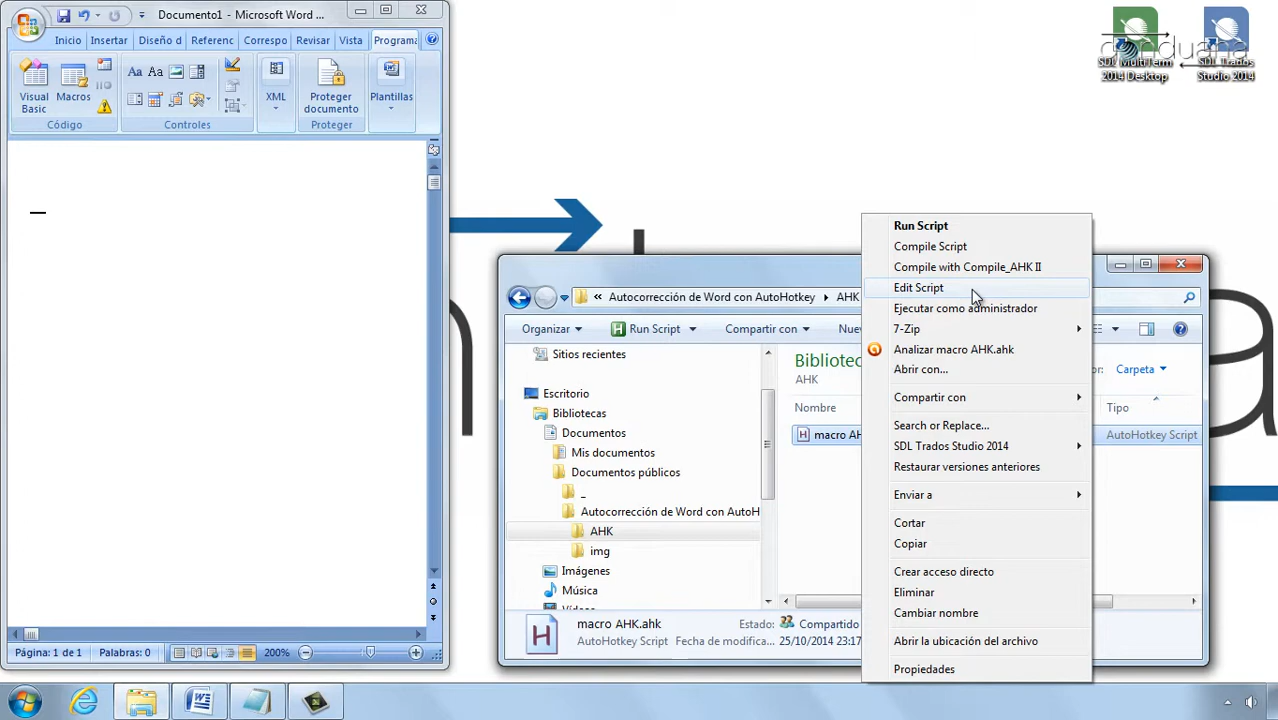 Documento1 - Microsoft Word ...
Inicio Insertar Diseño d Referenc Correspo Revisar Vista Programa
Visual Basic
Macros
Código
Aa Aa
Controles
XML
Proteger documento
Proteger
Plantillas
Página: 1 de 1 Palabras: 0 200%
donduana
SDL MultiTerm 2014 Desktop
SDL Trados Studio 2014
« Autocorrección de Word con AutoHotkey AHK
Organizar Run Script Compartir con Nuev
Sitios recientes
Escritorio
Bibliotecas
Documentos
Mis documentos
Documentos públicos
_
Autocorrección de Word con AutoH
AHK
img
Imágenes
Música
Bibliotec
AHK
or: Carpeta
Nombre Tipo
macro AH AutoHotkey Script
macro AHK.ahk Estado: Compartido
AutoHotkey Script Fecha de modifica... 25/10/2014 23:17
Run Script
Compile Script
Compile with Compile_AHK II
Edit Script
Ejecutar como administrador
7-Zip
Analizar macro AHK.ahk
Abrir con...
Compartir con
Search or Replace...
SDL Trados Studio 2014
Restaurar versiones anteriores
Enviar a
Cortar
Copiar
Crear acceso directo
Eliminar
Cambiar nombre
Abrir la ubicación del archivo
Propiedades